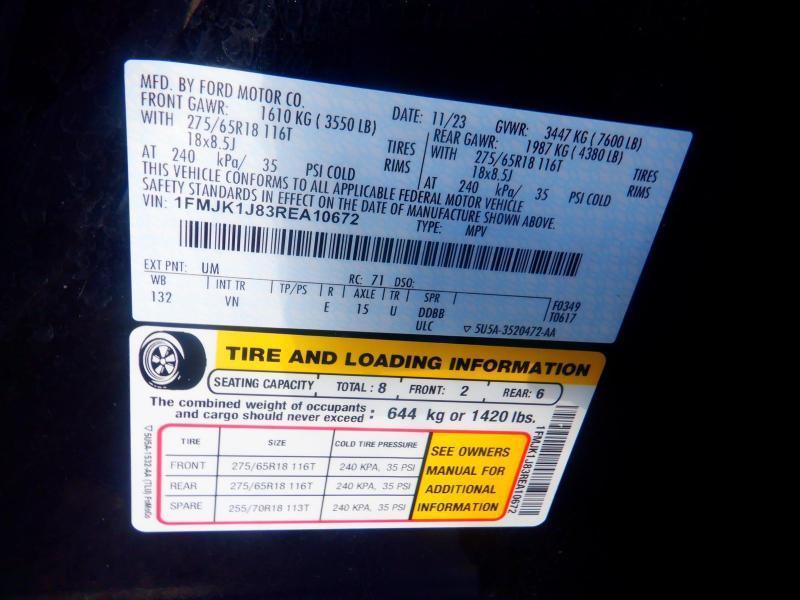 MFD. BY FORD MOTOR CO.
DATE: 11/23 GVWR: 3447 KG (7600 LB)
FRONT GAWR: 1610 KG (3550 LB) REAR GAWR: 1987 KG (4380 LB)
WITH 275/65R18 116T TIRES WITH 275/65R18 116T TIRES
18x8.5J RIMS 18x8.5J RIMS
AT 240 kPa/ 35 PSI COLD AT 240 kPa/ 35 PSI COLD
THIS VEHICLE CONFORMS TO ALL APPLICABLE FEDERAL MOTOR VEHICLE
SAFETY STANDARDS IN EFFECT ON THE DATE OF MANUFACTURE SHOWN ABOVE.
VIN: 1FMJK1J83REA10672 TYPE: MPV
EXT PNT: UM RC: 71 DSO:
WB INT TR TP/PS R AXLE TR SPR F0349
132 VN E 15 U DDBB T0617
ULC ▽ 5U5A-3520472-AA
TIRE AND LOADING INFORMATION
SEATING CAPACITY TOTAL : 8 FRONT: 2 REAR: 6
The combined weight of occupants
and cargo should never exceed : 644 kg or 1420 lbs.
TIRE SIZE COLD TIRE PRESSURE
FRONT 275/65R18 116T 240 KPA, 35 PSI
REAR 275/65R18 116T 240 KPA, 35 PSI
SPARE 255/70R18 113T 240 KPA, 35 PSI
SEE OWNERS
MANUAL FOR
ADDITIONAL
INFORMATION
1FMJK1J83REA10672
▽ 5U5A-1532-AA (TLU)